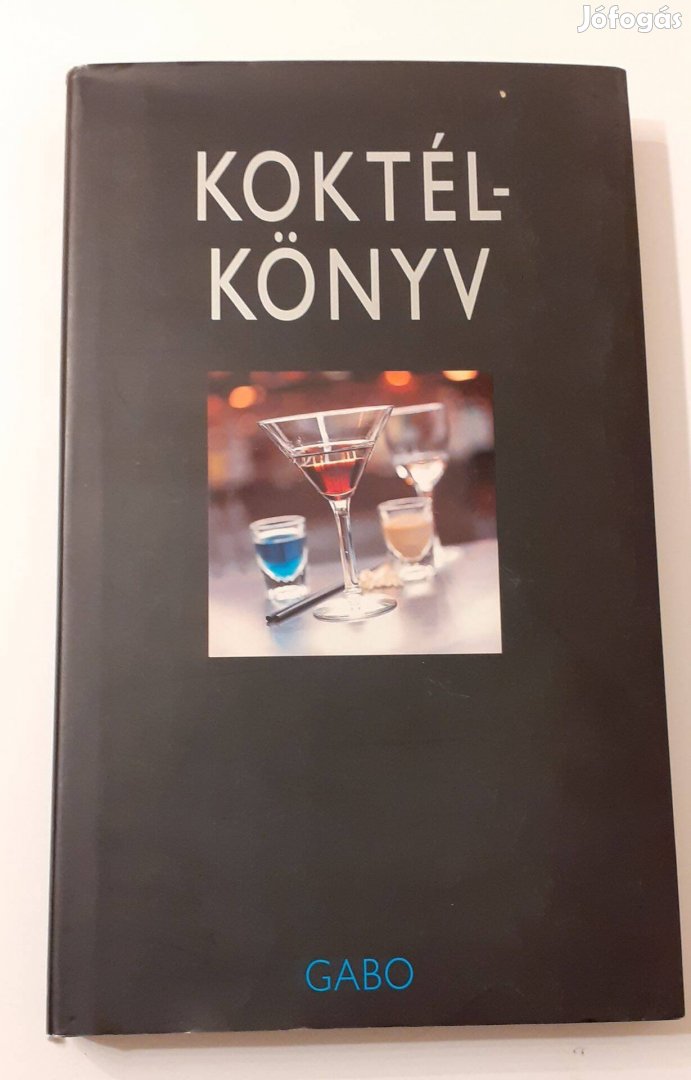 Jófogás
KOKTÉL-
KÖNYV
GABO